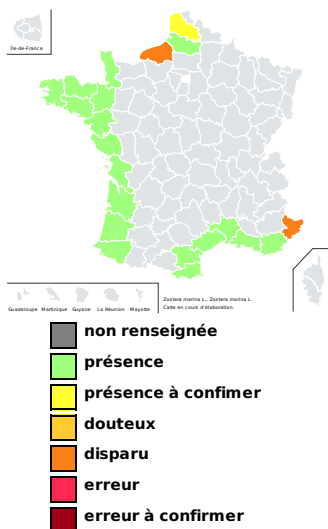 Île-de-France
Guadeloupe Martinique Guyane La Réunion Mayotte
Zostera marina L., Zostera marina L.
Carte en cours d'élaboration.
non renseignée
présence
présence à confimer
douteux
disparu
erreur
erreur à confirmer